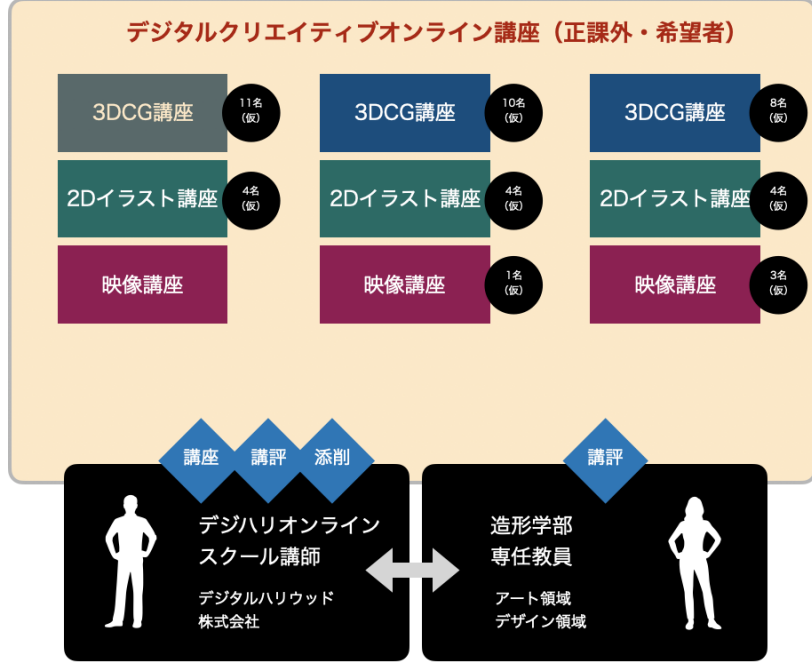 デジタルクリエイティブオンライン講座（正課外・希望者）
3DCG講座
11名
（仮）
3DCG講座
10名
（仮）
3DCG講座
8名
（仮）
2Dイラスト講座
4名
（仮）
2Dイラスト講座
4名
（仮）
2Dイラスト講座
4名
（仮）
映像講座
映像講座
1名
（仮）
映像講座
3名
（仮）
講座
講評
添削
講評
デジハリオンライン
スクール講師
デジタルハリウッド
株式会社
造形学部
専任教員
アート領域
デザイン領域